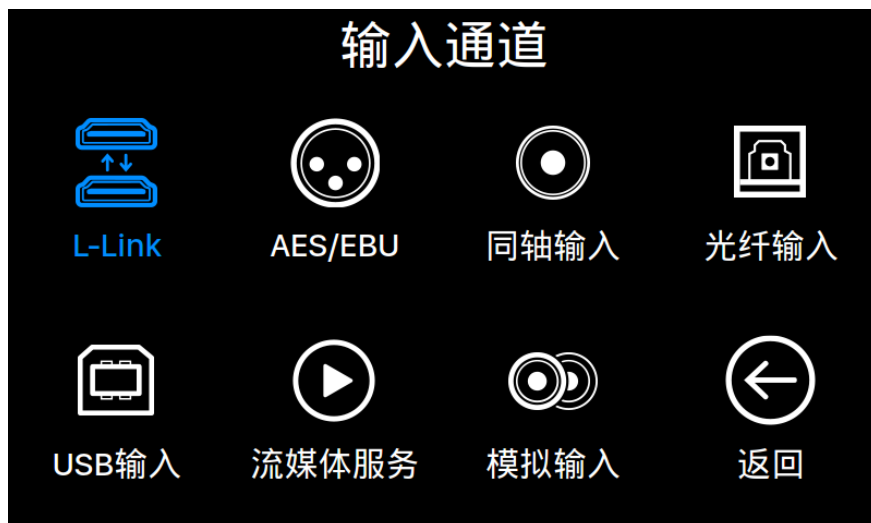 输入通道
L-Link
AES/EBU
同轴输入
光纤输入
USB输入
流媒体服务
模拟输入
返回